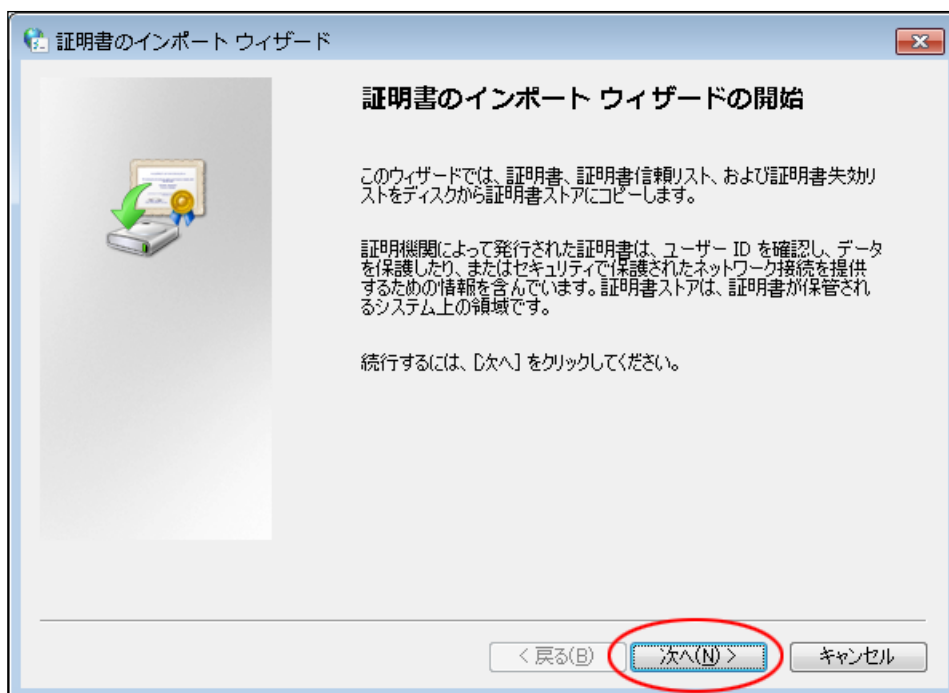 証明書のインポート ウィザード
証明書のインポート ウィザードの開始
このウィザードでは、証明書、証明書信頼リスト、および証明書失効リ
ストをディスクから証明書ストアにコピーします。
証明機関によって発行された証明書は、ユーザー ID を確認し、データ
を保護したり、またはセキュリティで保護されたネットワーク接続を提供
するための情報を含んでいます。証明書ストアは、証明書が保管され
るシステム上の領域です。
続行するには、[次へ] をクリックしてください。
< 戻る(B)
次へ(N) >
キャンセル